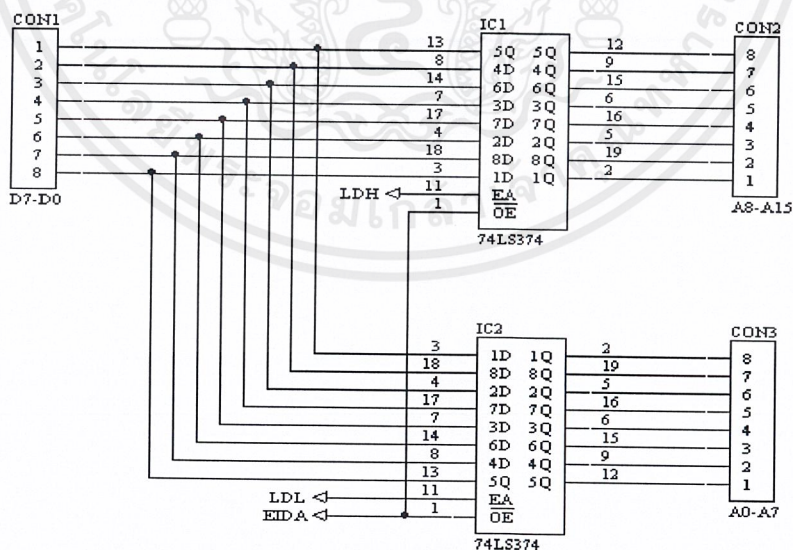 CON1
1
2
3
4
5
6
7
8
D7-D0
IC1
13 5Q 5Q 12
8 4D 4Q 9
14 6D 6Q 15
7 3D 3Q 6
17 7D 7Q 16
4 2D 2Q 5
18 8D 8Q 19
3 1D 1Q 2
LDH 11 EA
1 OE
74LS374
CON2
8
7
6
5
4
3
2
1
A8-A15
IC2
3 1D 1Q 2
18 8D 8Q 19
4 2D 2Q 5
17 7D 7Q 16
7 3D 3Q 6
14 6D 6Q 15
8 4D 4Q 9
13 5Q 5Q 12
LDL 11 EA
EIDA 1 OE
74LS374
CON3
8
7
6
5
4
3
2
1
A0-A7